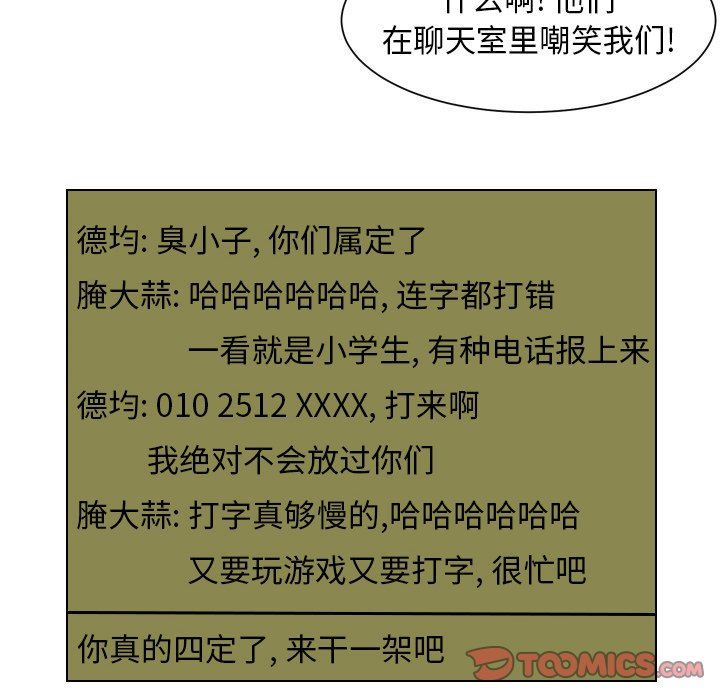 什么啊! 他们
在聊天室里嘲笑我们!
德均: 臭小子, 你们属定了
腌大蒜: 哈哈哈哈哈哈, 连字都打错
一看就是小学生, 有种电话报上来
德均: 010 2512 XXXX, 打来啊
我绝对不会放过你们
腌大蒜: 打字真够慢的,哈哈哈哈哈哈
又要玩游戏又要打字, 很忙吧
你真的四定了, 来干一架吧
TOOMICS.COM